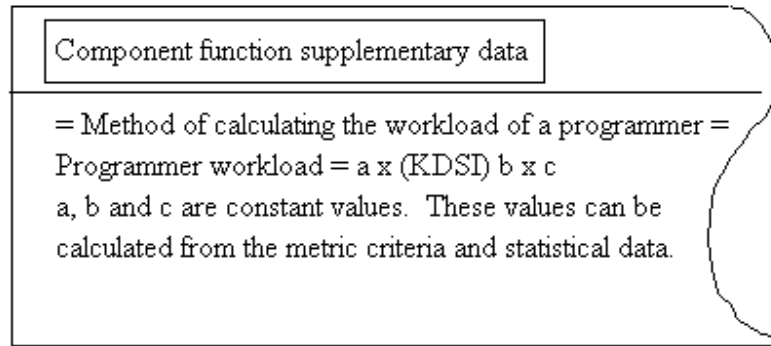 Component function supplementary data
= Method of calculating the workload of a programmer =
Programmer workload = a x (KDSI) b x c
a, b and c are constant values. These values can be
calculated from the metric criteria and statistical data.